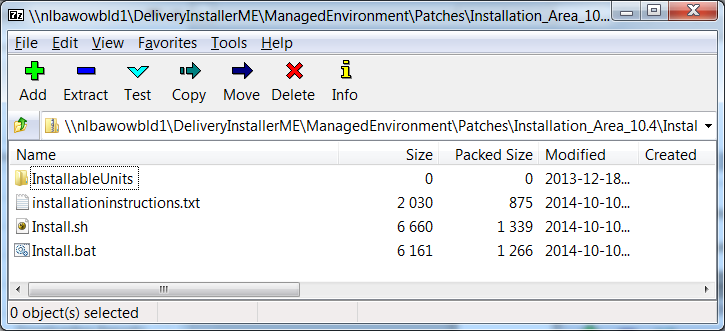 7z \\nlbawowbld1\DeliveryInstallerME\ManagedEnvironment\Patches\Installation_Area_10...
File Edit View Favorites Tools Help
Add Extract Test Copy Move Delete Info
\\nlbawowbld1\DeliveryInstallerME\ManagedEnvironment\Patches\Installation_Area_10.4\Instal
Name Size Packed Size Modified Created
InstallableUnits 0 0 2013-12-18...
installationinstructions.txt 2 030 875 2014-10-10...
Install.sh 6 660 1 339 2014-10-10...
Install.bat 6 161 1 266 2014-10-10...
0 object(s) selected